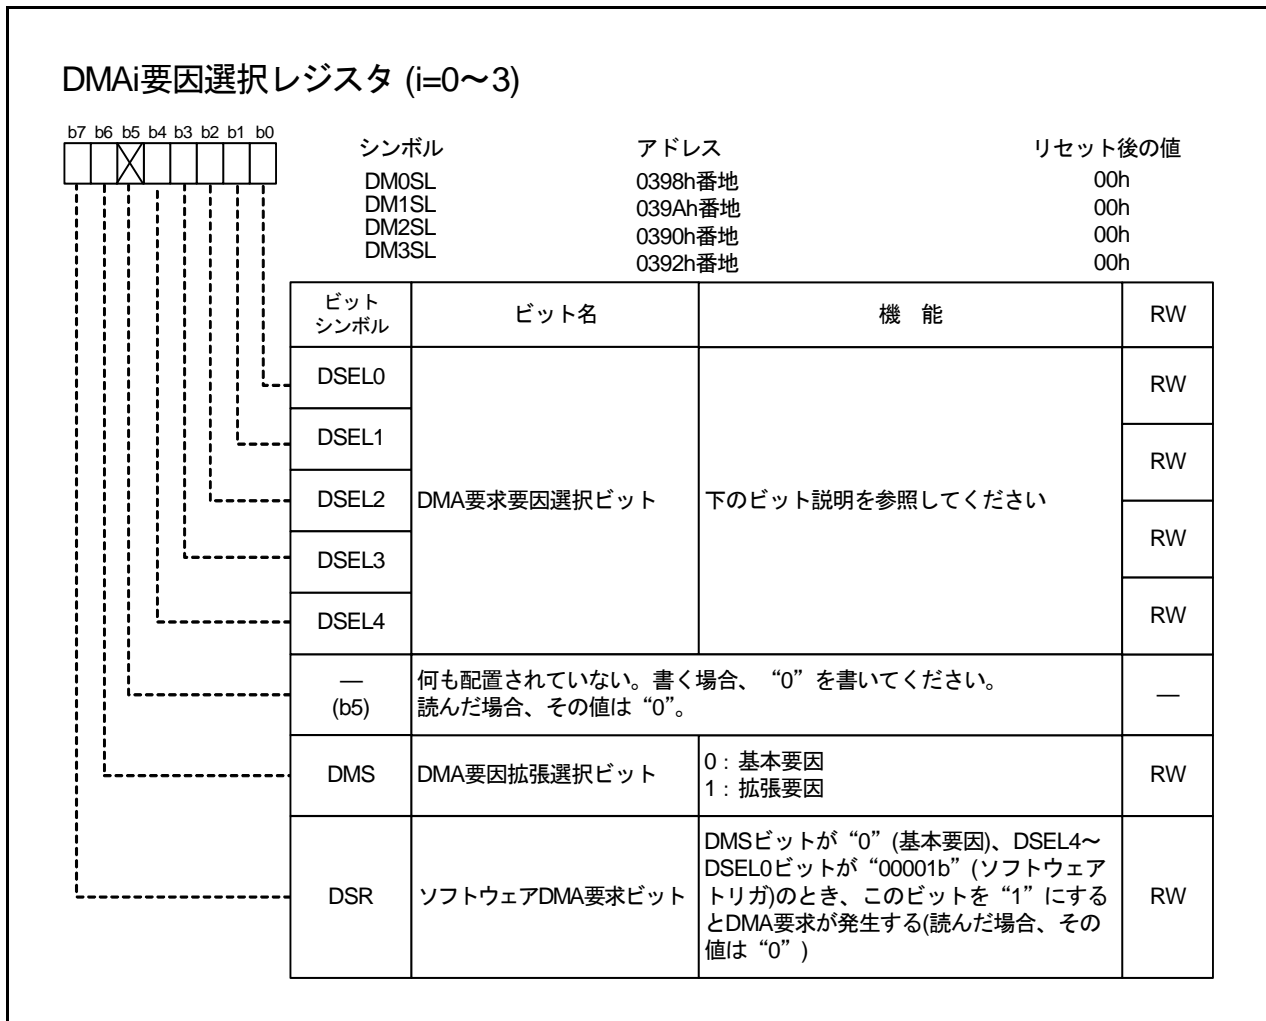 DMAi要因選択レジスタ (i=0～3)
b7 b6 b5 b4 b3 b2 b1 b0
シンボル アドレス リセット後の値
DM0SL 0398h番地 00h
DM1SL 039Ah番地 00h
DM2SL 0390h番地 00h
DM3SL 0392h番地 00h
ビット
シンボル
ビット名
機 能
RW
DSEL0
DSEL1
DSEL2
DSEL3
DSEL4
DMA要求要因選択ビット
下のビット説明を参照してください
RW
RW
RW
RW
—
(b5)
何も配置されていない。書く場合、“0”を書いてください。
読んだ場合、その値は“0”。
—
DMS
DMA要因拡張選択ビット
0：基本要因
1：拡張要因
RW
DSR
ソフトウェアDMA要求ビット
DMSビットが“0”(基本要因)、DSEL4～
DSEL0ビットが“00001b”(ソフトウェア
トリガ)のとき、このビットを“1”にする
とDMA要求が発生する(読んだ場合、その
値は“0”)
RW